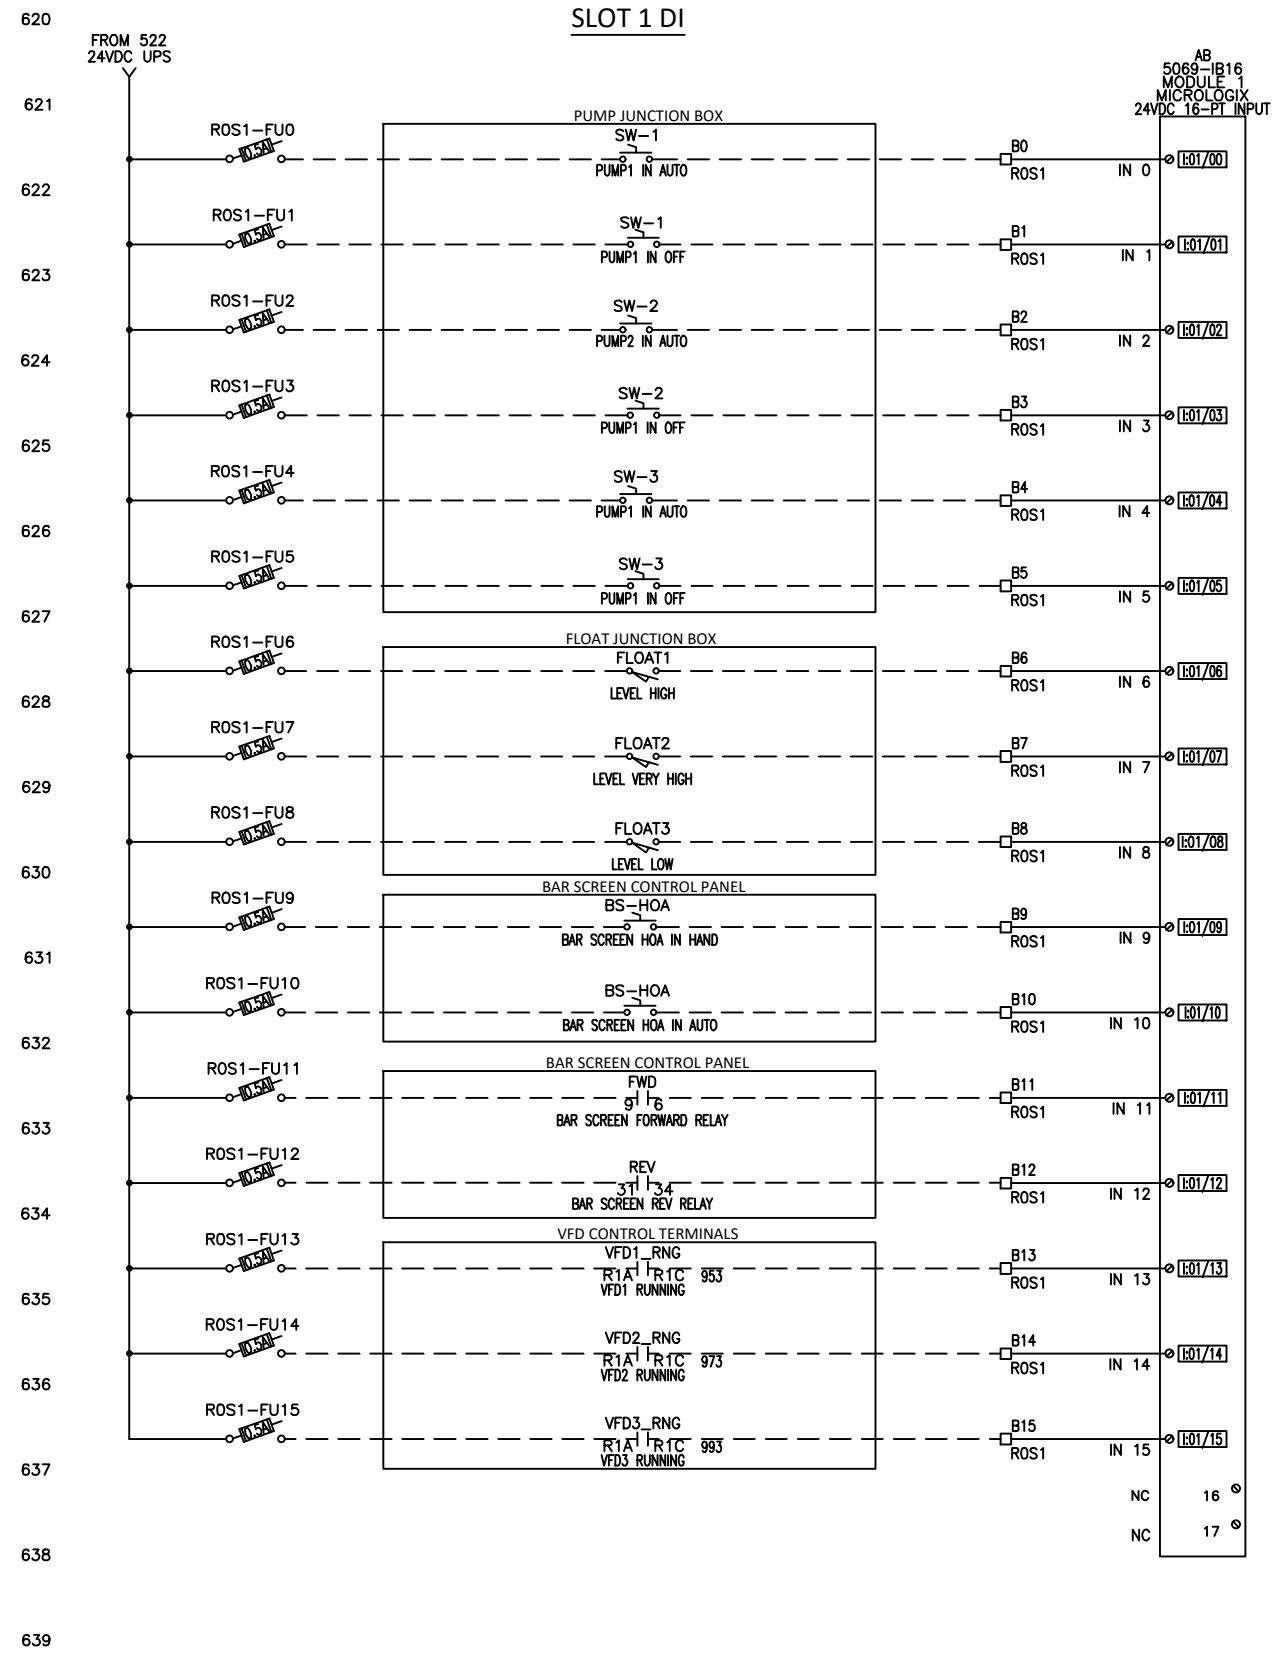 620
SLOT 1 DI
FROM 522
24VDC UPS
AB
5069-IB16
MODULE 1
MICROLOGIX
24VDC 16-PT INPUT
621
PUMP JUNCTION BOX
R0S1-FU0
0.5A
SW-1
PUMP1 IN AUTO
B0
R0S1
IN 0
I:01/00
622
R0S1-FU1
0.5A
SW-1
PUMP1 IN OFF
B1
R0S1
IN 1
I:01/01
623
R0S1-FU2
0.5A
SW-2
PUMP2 IN AUTO
B2
R0S1
IN 2
I:01/02
624
R0S1-FU3
0.5A
SW-2
PUMP1 IN OFF
B3
R0S1
IN 3
I:01/03
625
R0S1-FU4
0.5A
SW-3
PUMP1 IN AUTO
B4
R0S1
IN 4
I:01/04
626
R0S1-FU5
0.5A
SW-3
PUMP1 IN OFF
B5
R0S1
IN 5
I:01/05
627
FLOAT JUNCTION BOX
R0S1-FU6
0.5A
FLOAT1
LEVEL HIGH
B6
R0S1
IN 6
I:01/06
628
R0S1-FU7
0.5A
FLOAT2
LEVEL VERY HIGH
B7
R0S1
IN 7
I:01/07
629
R0S1-FU8
0.5A
FLOAT3
LEVEL LOW
B8
R0S1
IN 8
I:01/08
630
BAR SCREEN CONTROL PANEL
R0S1-FU9
0.5A
BS-HOA
BAR SCREEN HOA IN HAND
B9
R0S1
IN 9
I:01/09
631
R0S1-FU10
0.5A
BS-HOA
BAR SCREEN HOA IN AUTO
B10
R0S1
IN 10
I:01/10
632
BAR SCREEN CONTROL PANEL
R0S1-FU11
0.5A
FWD
9 6
BAR SCREEN FORWARD RELAY
B11
R0S1
IN 11
I:01/11
633
R0S1-FU12
0.5A
REV
31 34
BAR SCREEN REV RELAY
B12
R0S1
IN 12
I:01/12
634
VFD CONTROL TERMINALS
R0S1-FU13
0.5A
VFD1_RNG
R1A R1C 953
VFD1 RUNNING
B13
R0S1
IN 13
I:01/13
635
R0S1-FU14
0.5A
VFD2_RNG
R1A R1C 973
VFD2 RUNNING
B14
R0S1
IN 14
I:01/14
636
R0S1-FU15
0.5A
VFD3_RNG
R1A R1C 993
VFD3 RUNNING
B15
R0S1
IN 15
I:01/15
637
NC 16
NC 17
638
639